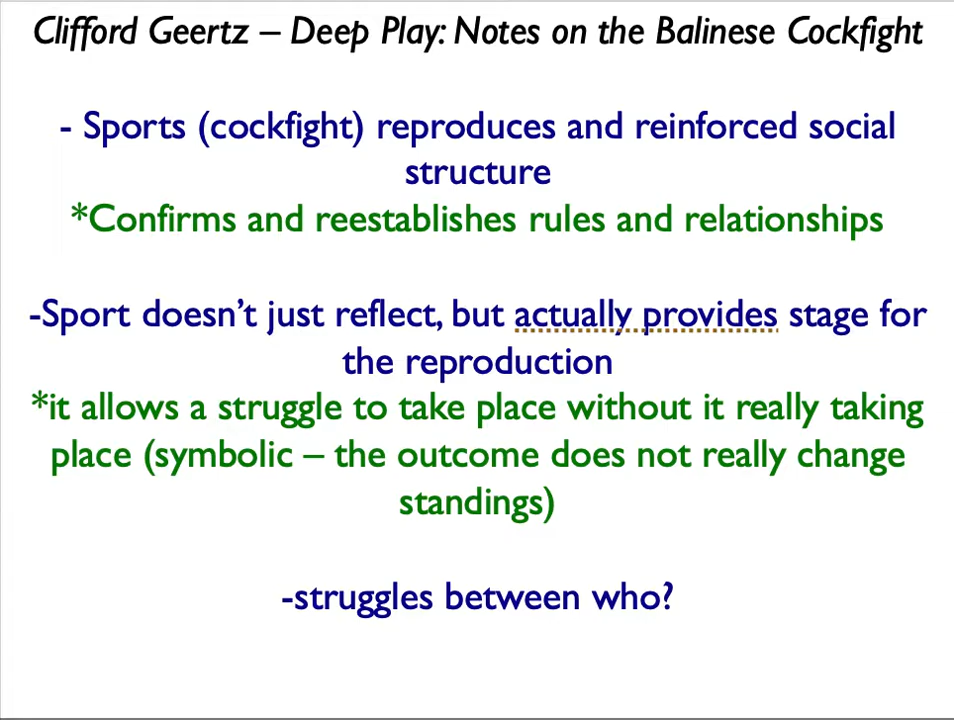 Clifford Geertz – Deep Play: Notes on the Balinese Cockfight
- Sports (cockfight) reproduces and reinforced social
structure
*Confirms and reestablishes rules and relationships
-Sport doesn’t just reflect, but actually provides stage for
the reproduction
*it allows a struggle to take place without it really taking
place (symbolic – the outcome does not really change
standings)
-struggles between who?